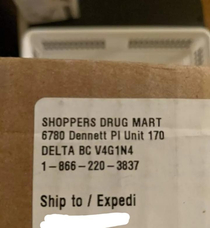 SHOPPERS DRUG MART
6780 Dennett Pl Unit 170
DELTA BC V4G1N4
1-866-220-3837
Ship to / Expedi